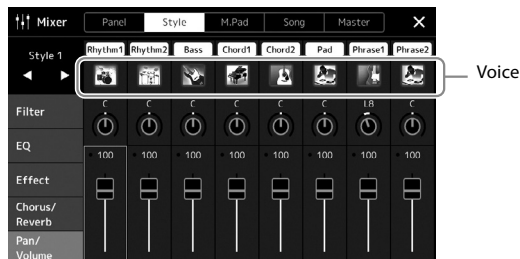 Mixer Panel Style M.Pad Song Master
Style 1
Rhythm1 Rhythm2 Bass Chord1 Chord2 Pad Phrase1 Phrase2
Voice
Filter
C C C C C C L8 C
EQ
100 100 100 100 100 100 100 100
Effect
Chorus/
Reverb
Pan/
Volume